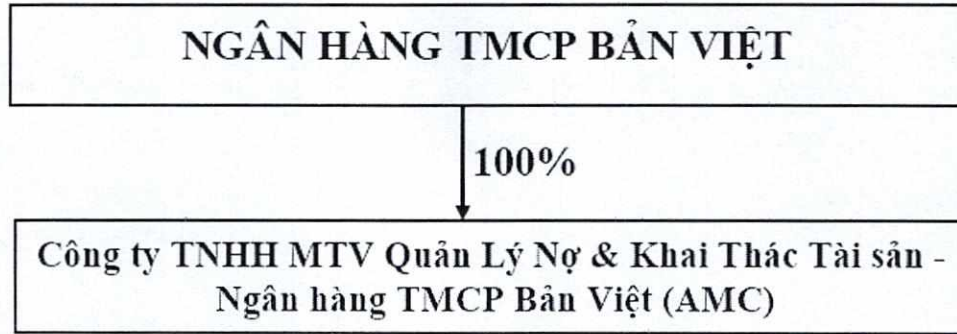 NGÂN HÀNG TMCP BẢN VIỆT
100%
Công ty TNHH MTV Quản Lý Nợ & Khai Thác Tài sản -
Ngân hàng TMCP Bản Việt (AMC)